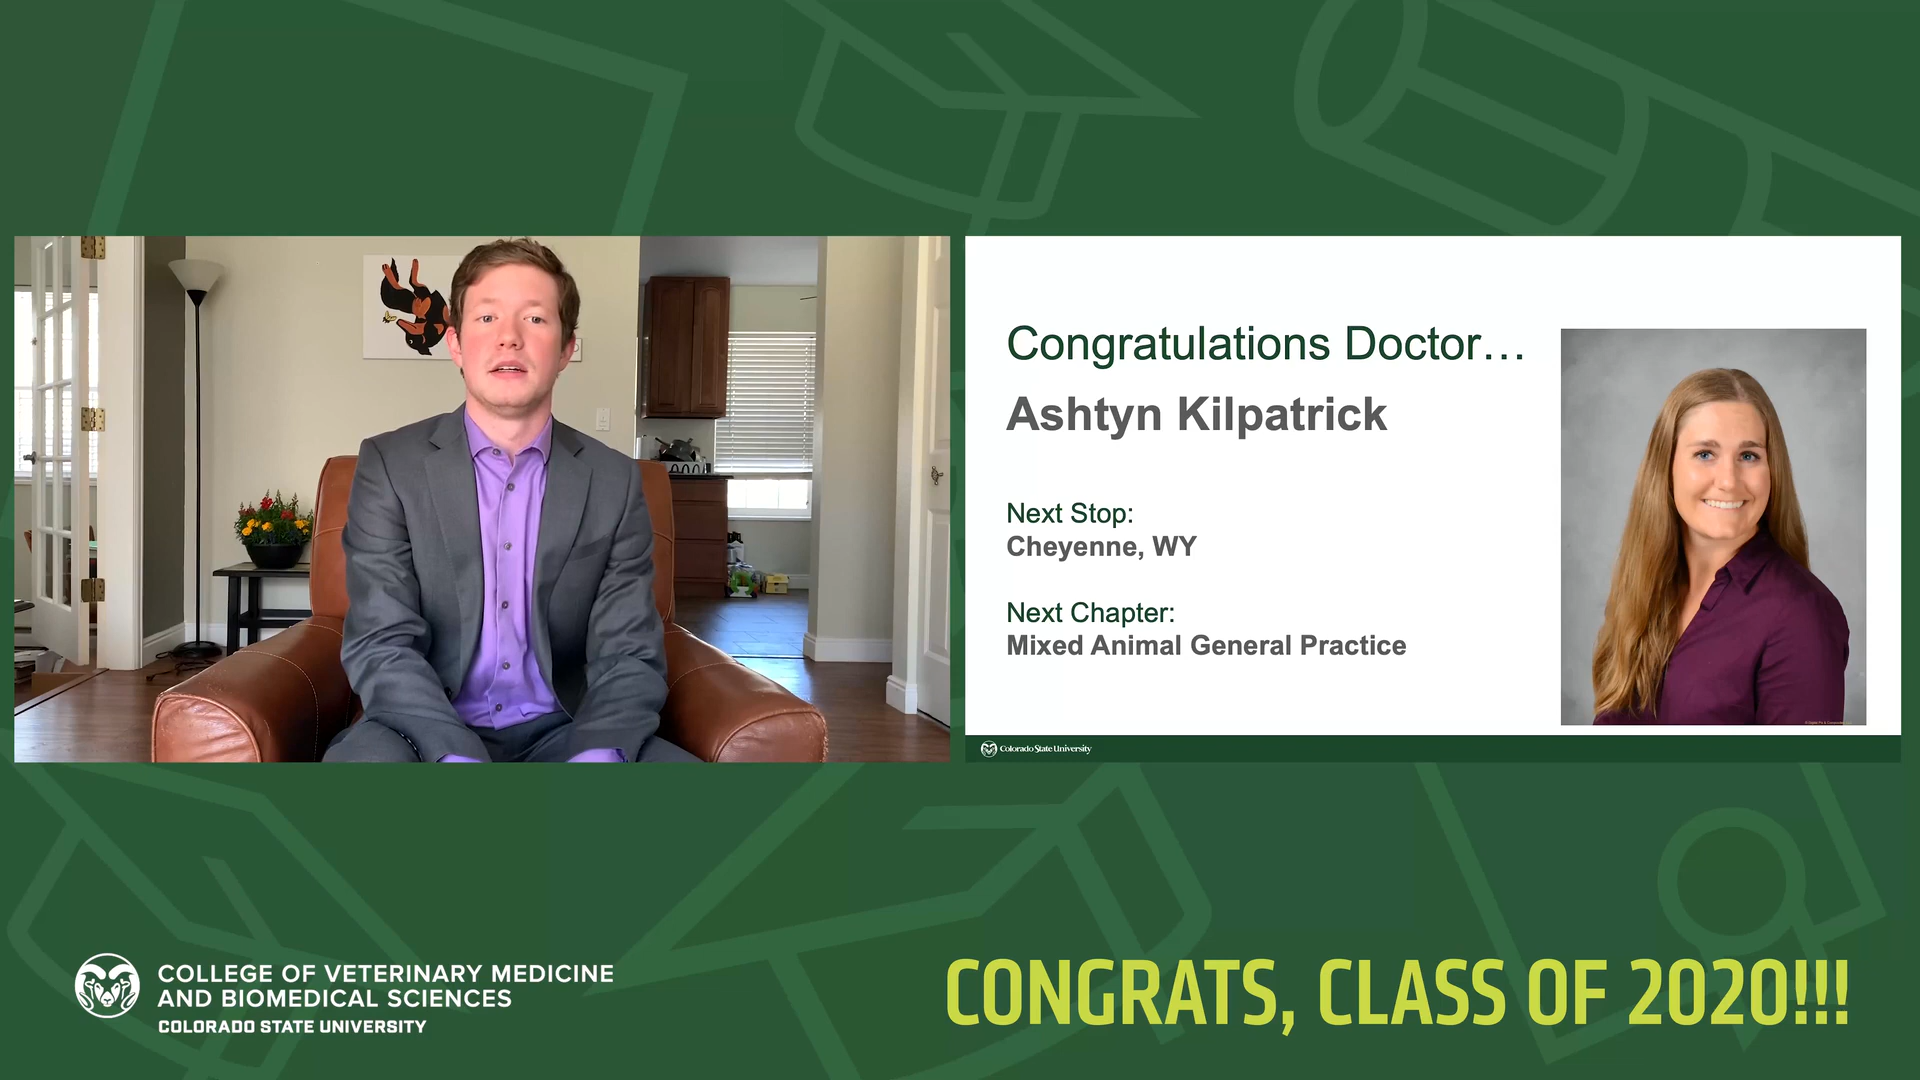 Congratulations Doctor…
Ashtyn Kilpatrick
Next Stop:
Cheyenne, WY
Next Chapter:
Mixed Animal General Practice
Colorado State University
COLLEGE OF VETERINARY MEDICINE
AND BIOMEDICAL SCIENCES
COLORADO STATE UNIVERSITY
CONGRATS, CLASS OF 2020!!!